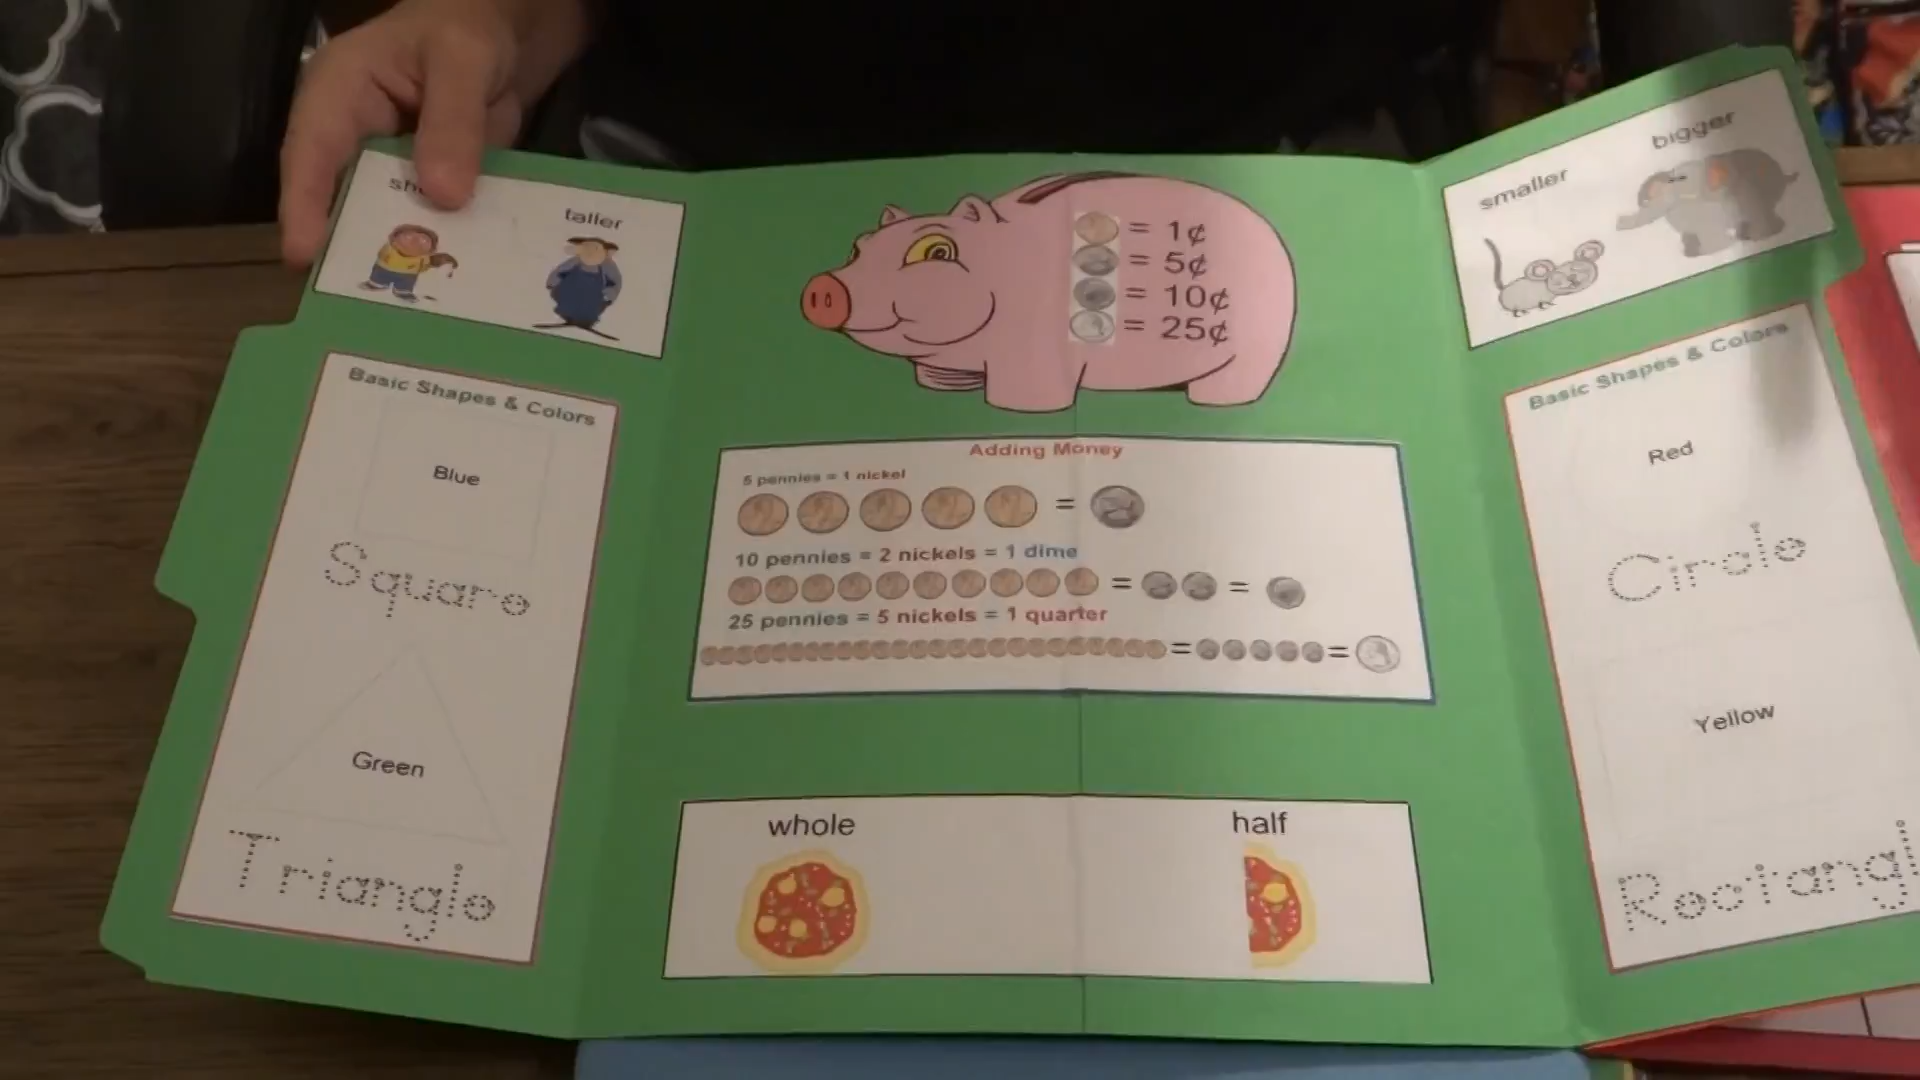 taller
Basic Shapes & Colors
Blue
Square
Green
Triangle
= 1¢
= 5¢
= 10¢
= 25¢
Adding Money
5 pennies = 1 nickel
=
10 pennies = 2 nickels = 1 dime
= =
25 pennies = 5 nickels = 1 quarter
= =
whole
half
smaller
bigger
Basic Shapes & Colors
Red
Circle
Yellow